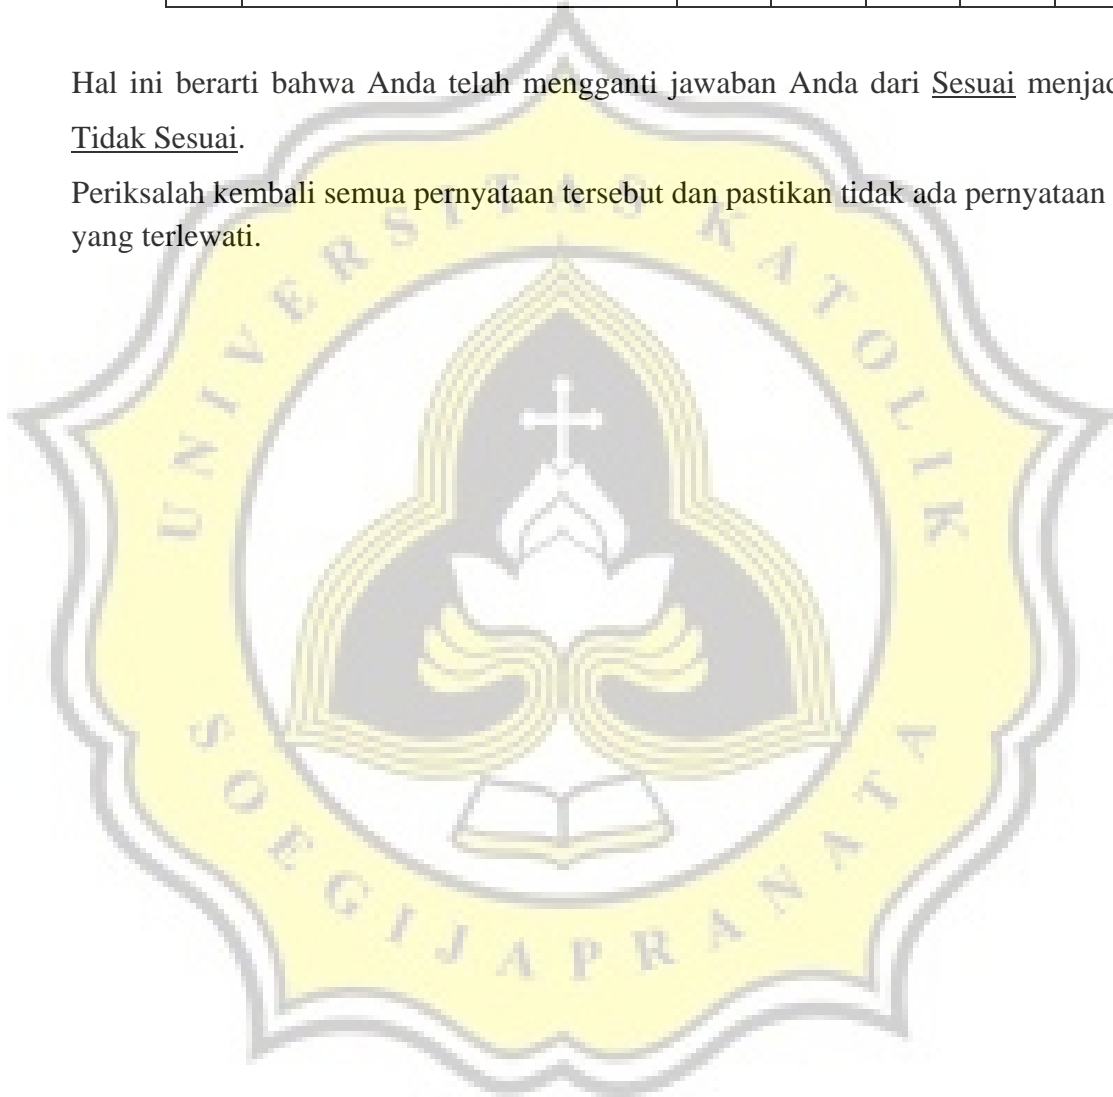 Hal ini berarti bahwa Anda telah mengganti jawaban Anda dari Sesuai menjad
Tidak Sesuai.
Periksalah kembali semua pernyataan tersebut dan pastikan tidak ada pernyataan
yang terlewati.
UNIVERSITAS KATOLIK
SOEGIJAPRANATA